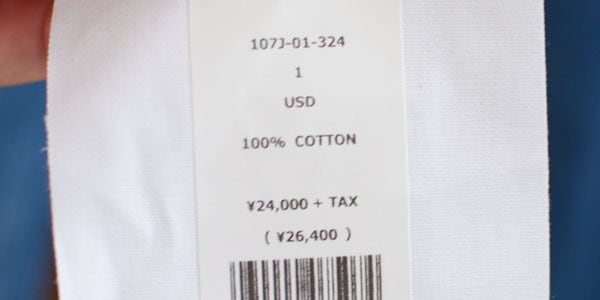 107J-01-324
1
USD
100% COTTON
¥24,000 + TAX
( ¥26,400 )